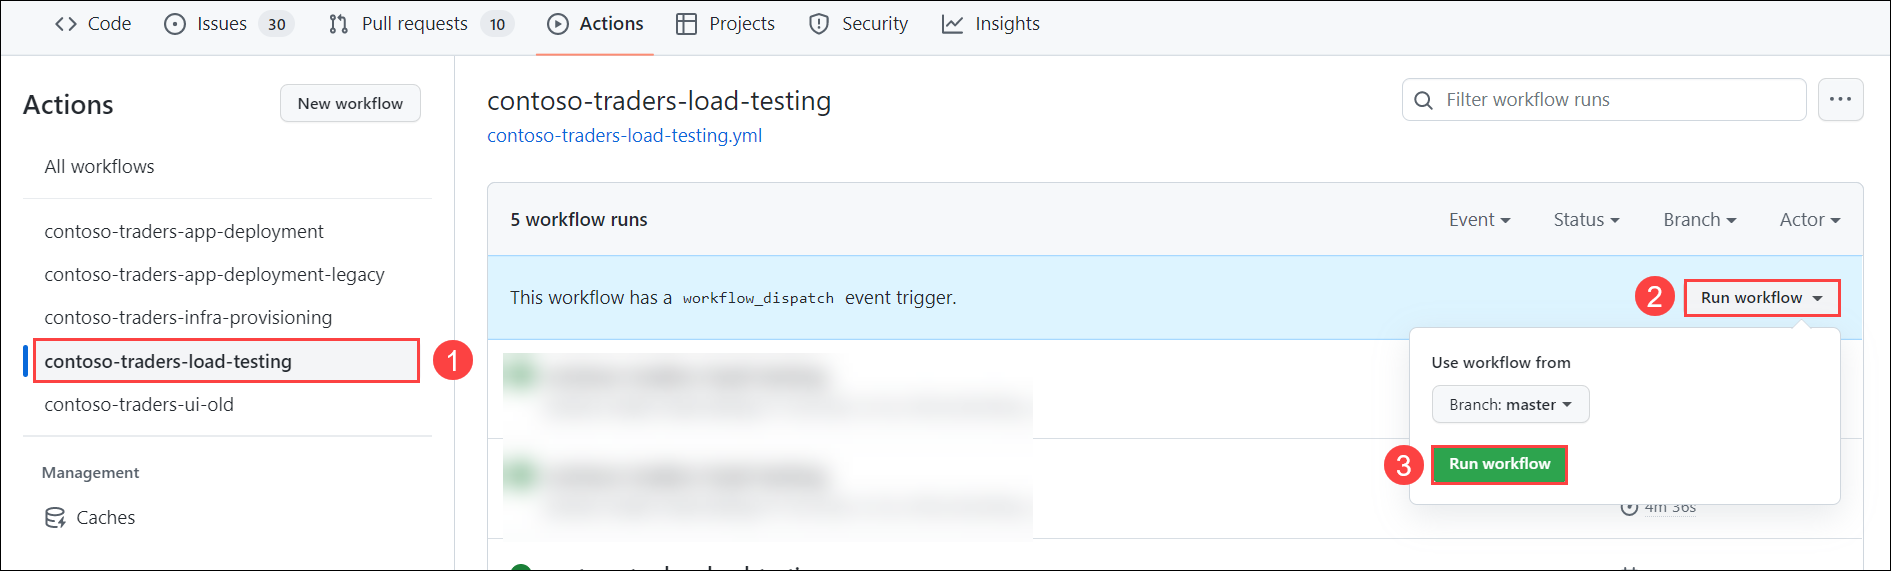 Code Issues 30 Pull requests 10 Actions Projects Security Insights
Actions
New workflow
All workflows
contoso-traders-app-deployment
contoso-traders-app-deployment-legacy
contoso-traders-infra-provisioning
contoso-traders-load-testing
1
contoso-traders-ui-old
Management
Caches
contoso-traders-load-testing
contoso-traders-load-testing.yml
Filter workflow runs
5 workflow runs
Event Status Branch Actor
This workflow has a workflow_dispatch event trigger.
2
Run workflow
Use workflow from
Branch: master
3
Run workflow
4m 36s